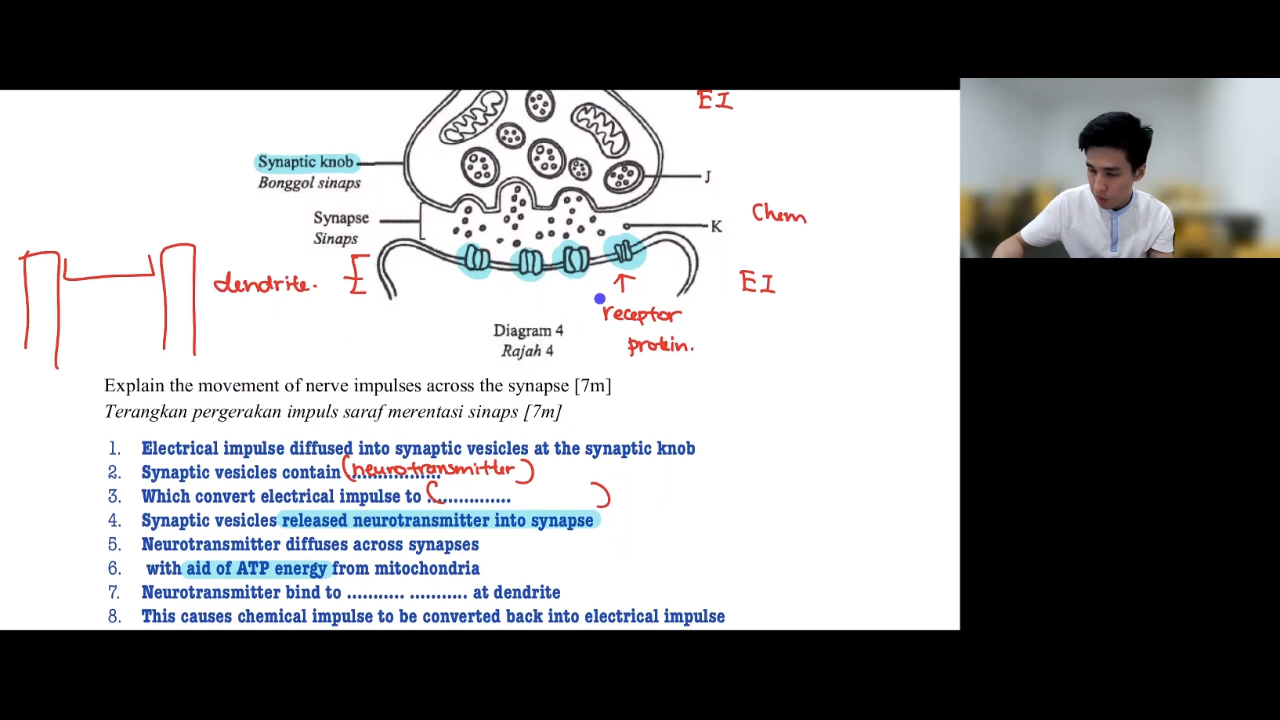 EI
Synaptic knob
Bonggol sinaps
J
Synapse
Sinaps
Chem
K
dendrite.
EI
receptor
protein.
Diagram 4
Rajah 4
Explain the movement of nerve impulses across the synapse [7m]
Terangkan pergerakan impuls saraf merentasi sinaps [7m]
1. Electrical impulse diffused into synaptic vesicles at the synaptic knob
2. Synaptic vesicles contain (neurotransmitter)
3. Which convert electrical impulse to (..............)
4. Synaptic vesicles released neurotransmitter into synapse
5. Neurotransmitter diffuses across synapses
6. with aid of ATP energy from mitochondria
7. Neurotransmitter bind to ........... ........... at dendrite
8. This causes chemical impulse to be converted back into electrical impulse